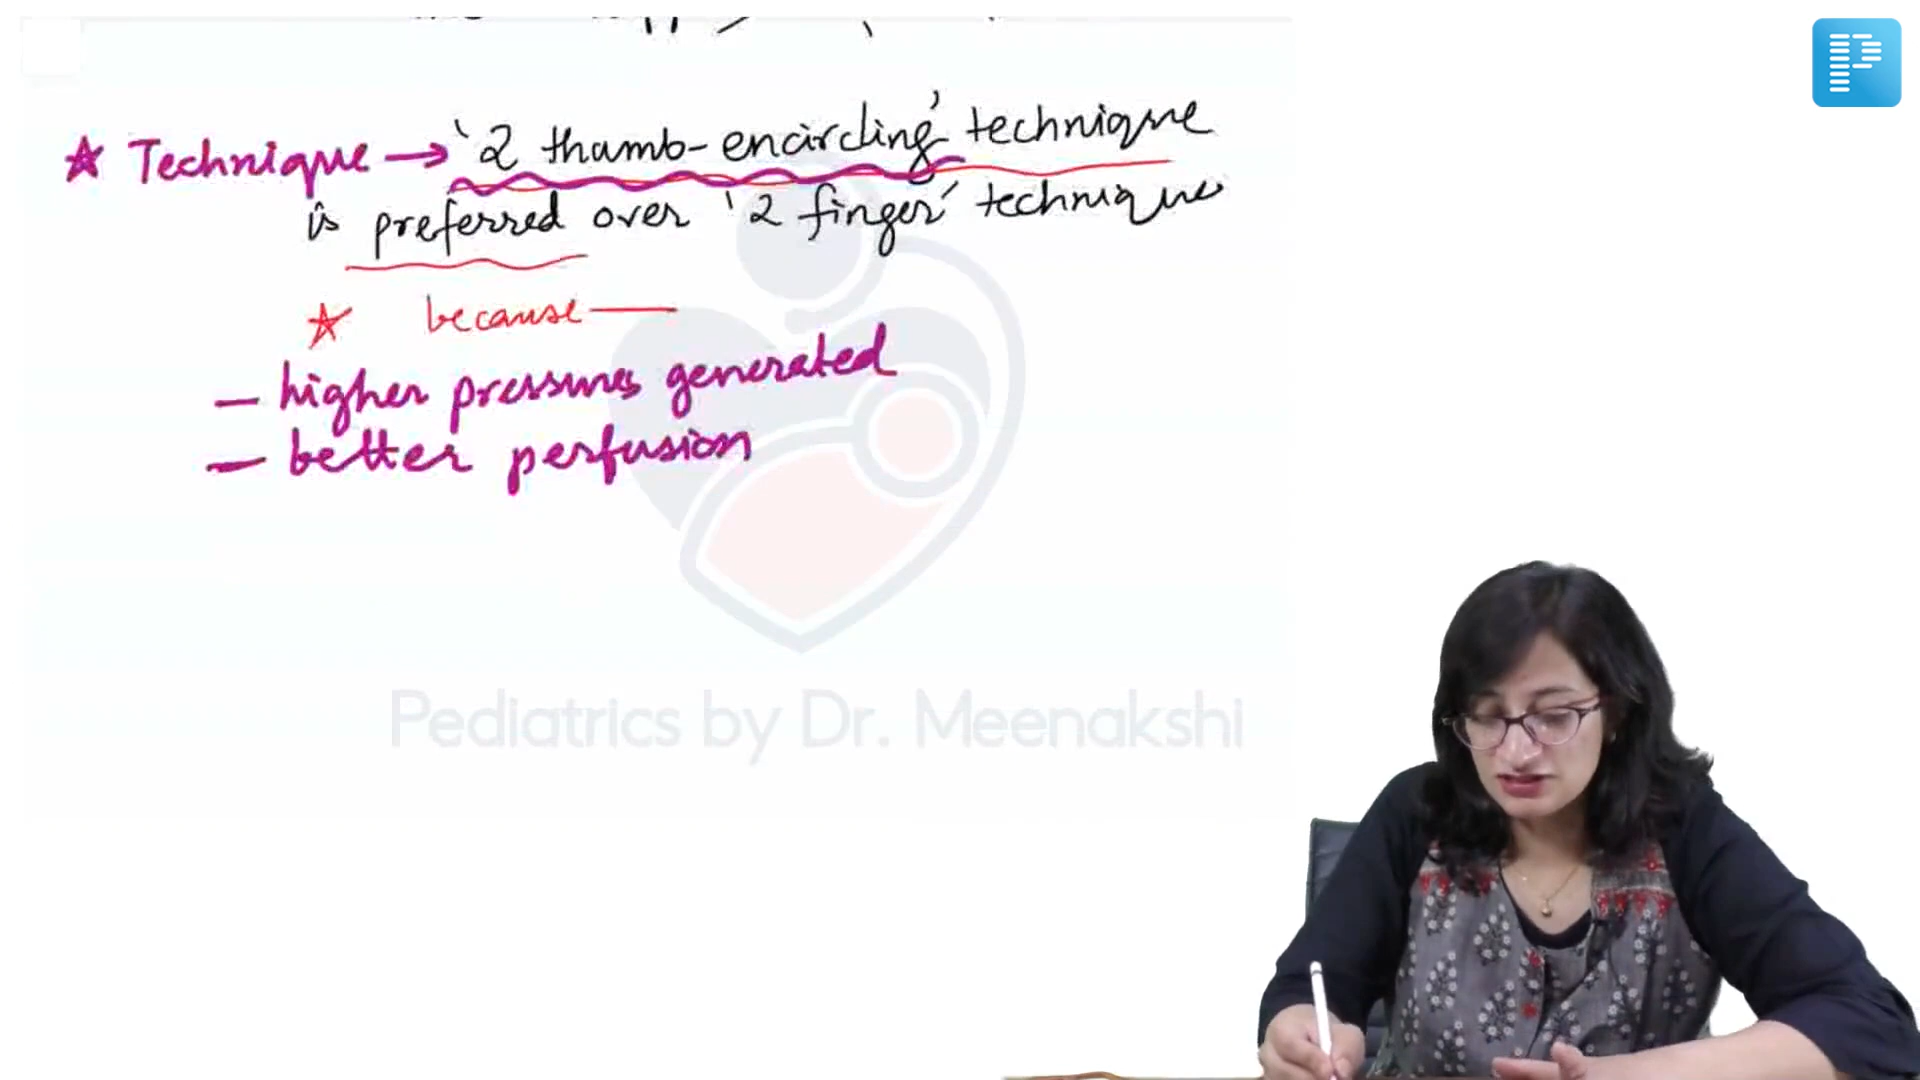 ★ Technique → '2 thumb-encircling' technique
is preferred over '2 finger' technique
★ because —
— higher pressures generated
— better perfusion
Pediatrics by Dr. Meenakshi